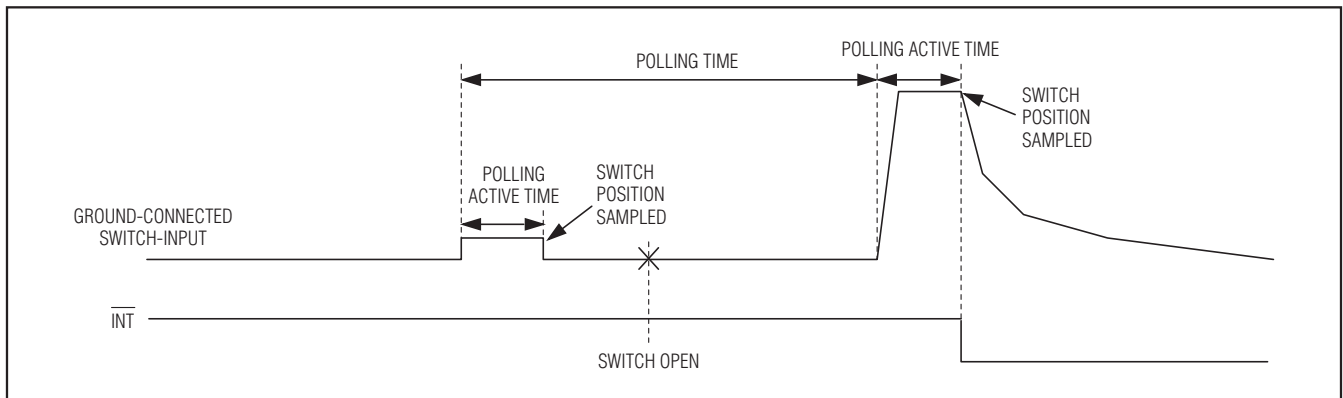 POLLING TIME
POLLING ACTIVE TIME
SWITCH
POSITION
SAMPLED
POLLING
ACTIVE TIME
SWITCH
POSITION
SAMPLED
GROUND-CONNECTED
SWITCH-INPUT
INT
SWITCH OPEN